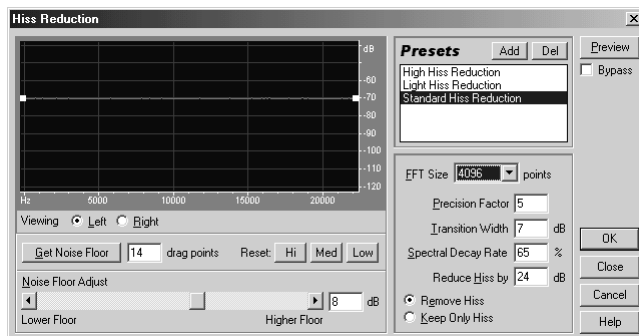 Hiss Reduction
dB
-60
-70
-80
-90
-100
-110
-120
Hz 5000 10000 15000 20000
Viewing Left Right
Get Noise Floor 14 drag points Reset: Hi Med Low
Noise Floor Adjust
8 dB
Lower Floor Higher Floor
Presets Add Del
High Hiss Reduction
Light Hiss Reduction
Standard Hiss Reduction
FFT Size 4096 points
Precision Factor 5
Transition Width 7 dB
Spectral Decay Rate 65 %
Reduce Hiss by 24 dB
Remove Hiss
Keep Only Hiss
Preview
Bypass
OK
Close
Cancel
Help